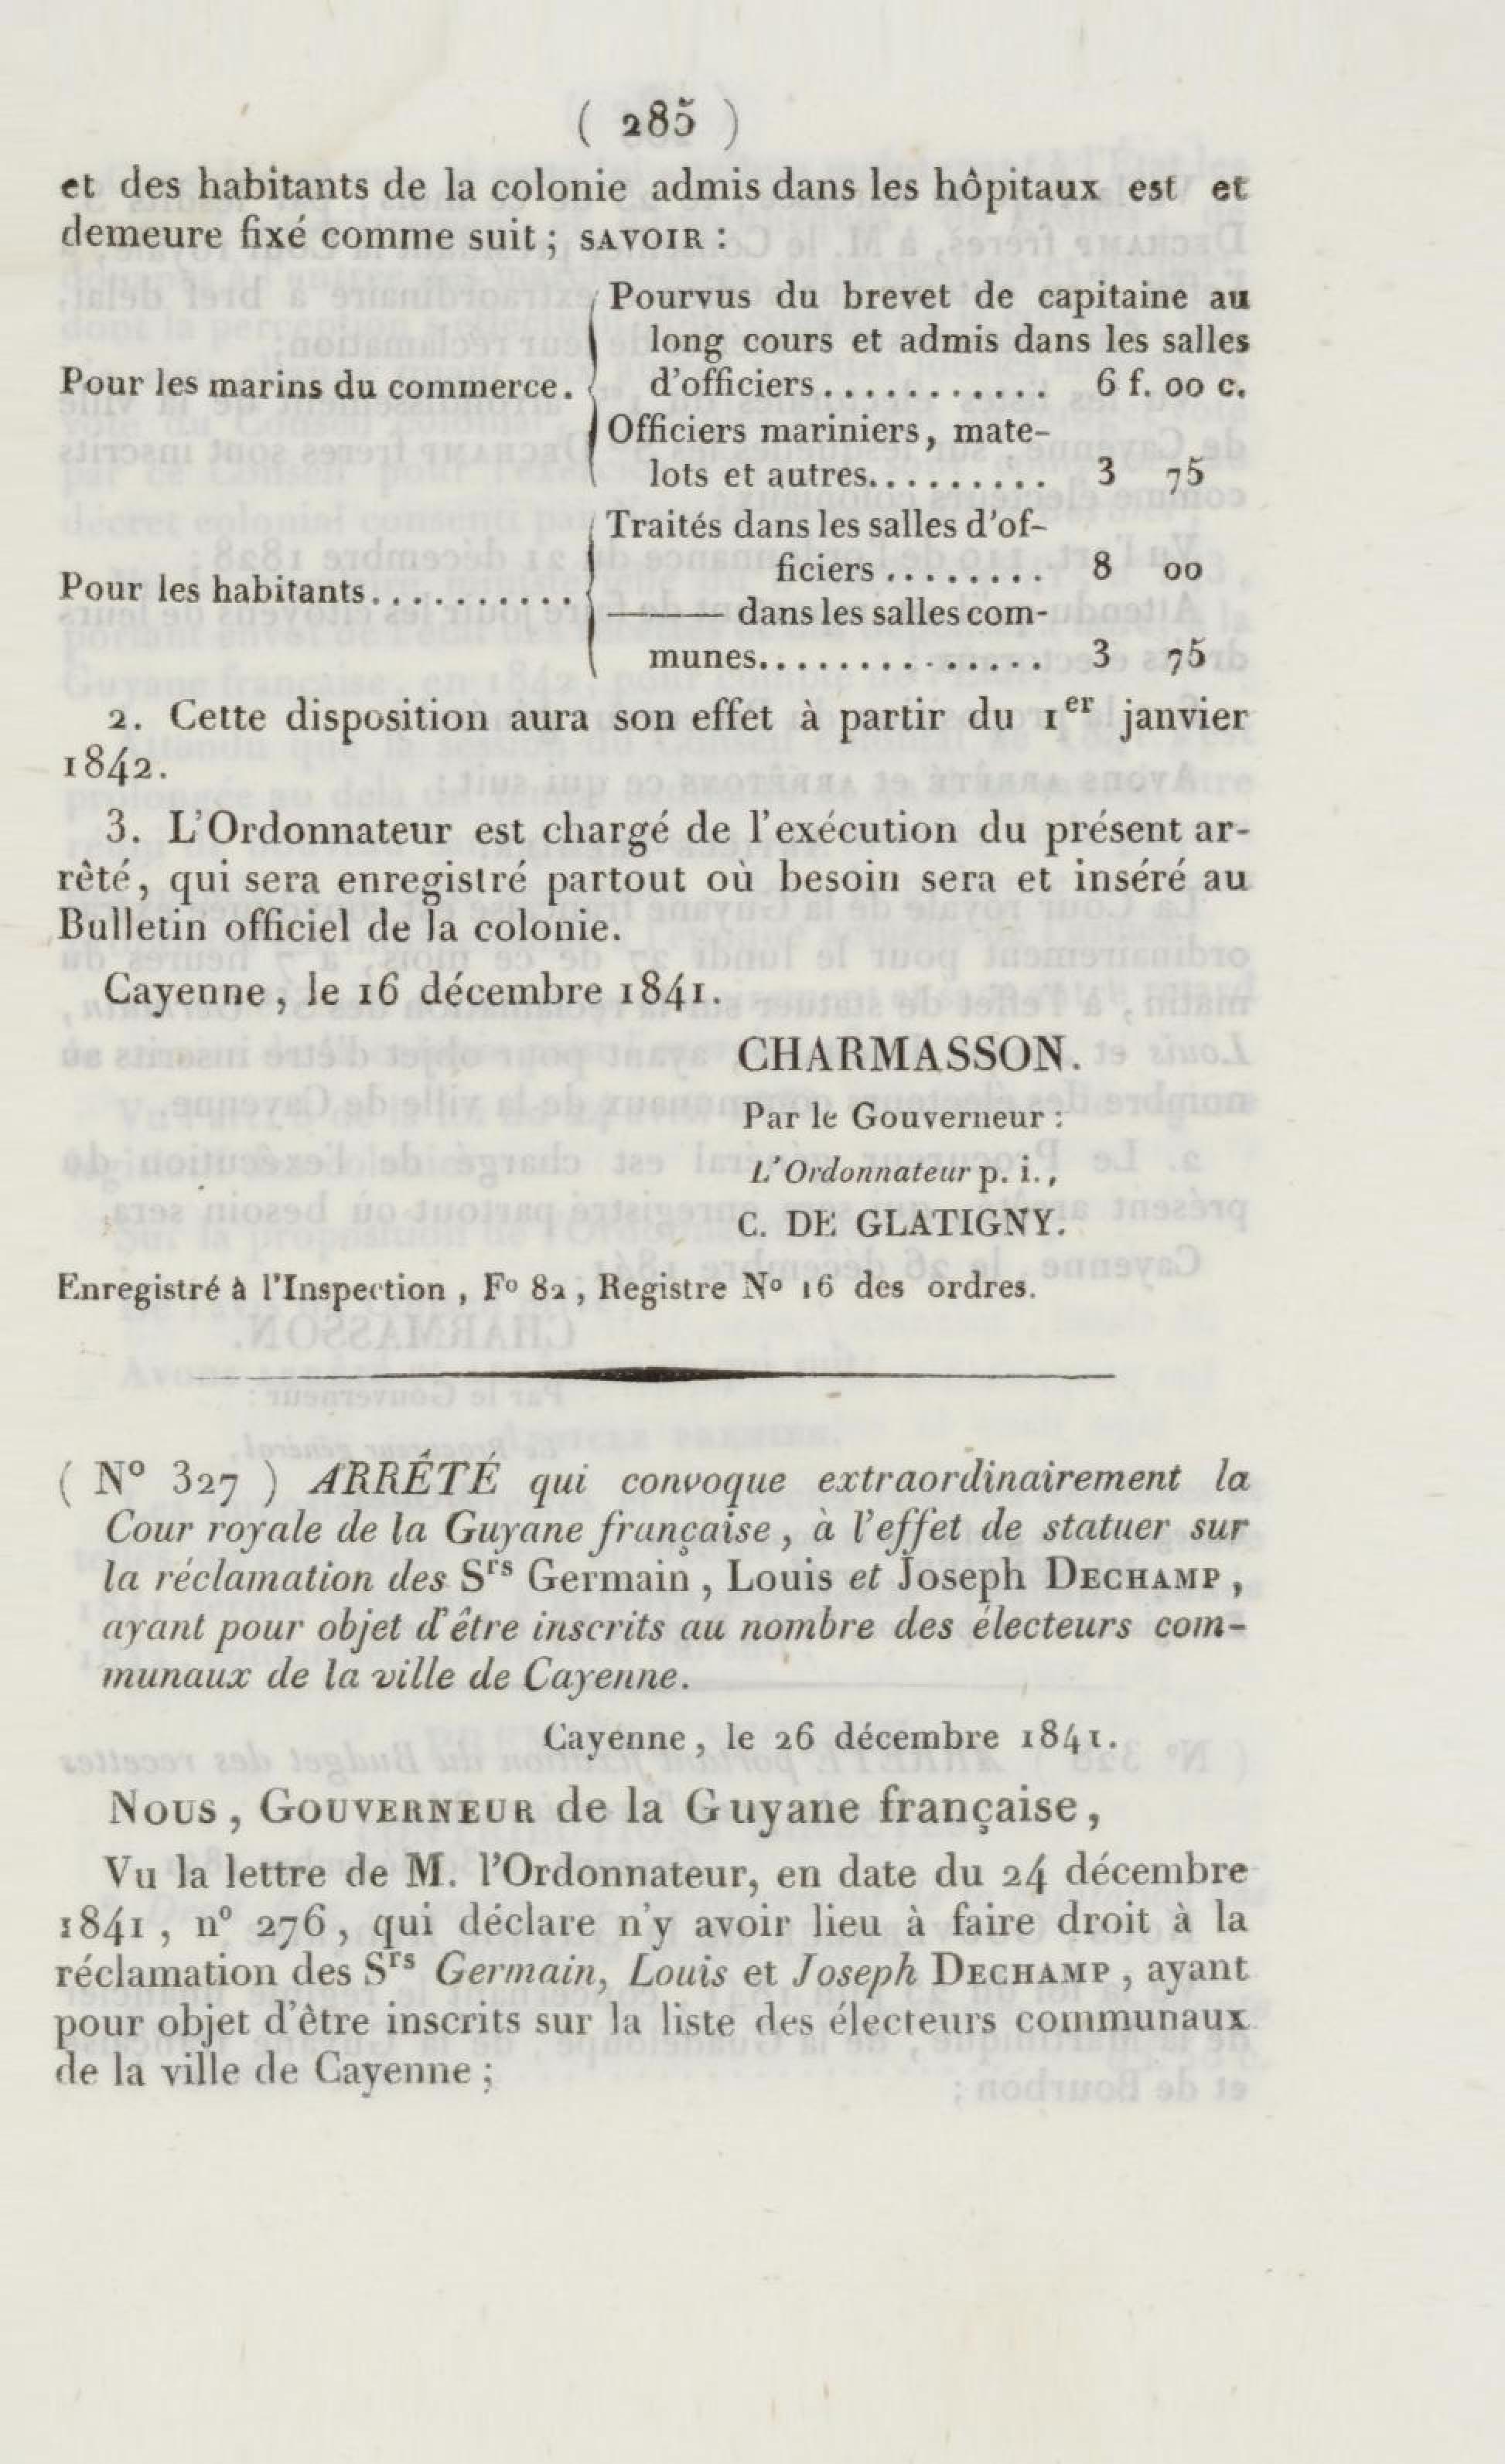 ( 285 )
et des habitants de la colonie admis dans les hôpitaux est et
demeure fixé comme suit ; SAVOIR :
Pourvus du brevet de capitaine au
long cours et admis dans les salles
Pour les marins du commerce. d'officiers........... 6 f. 00 c.
Officiers mariniers, mate-
lots et autres......... 3 75
Traités dans les salles d'of-
ficiers........ 8 00
Pour les habitants..........
——— dans les salles com-
munes.............. 3 75
2. Cette disposition aura son effet à partir du 1er janvier
1842.
3. L'Ordonnateur est chargé de l'exécution du présent ar-
rêté, qui sera enregistré partout où besoin sera et inséré au
Bulletin officiel de la colonie.
Cayenne, le 16 décembre 1841.
CHARMASSON.
Par le Gouverneur :
L'Ordonnateur p. i.,
C. DE GLATIGNY.
Enregistré à l'Inspection, Fo 82, Registre No 16 des ordres.
( No 327 ) ARRÊTÉ qui convoque extraordinairement la
Cour royale de la Guyane française, à l'effet de statuer sur
la réclamation des Srs Germain, Louis et Joseph DECHAMP,
ayant pour objet d'être inscrits au nombre des électeurs com-
munaux de la ville de Cayenne.
Cayenne, le 26 décembre 1841.
NOUS, GOUVERNEUR de la Guyane française,
Vu la lettre de M. l'Ordonnateur, en date du 24 décembre
1841, no 276, qui déclare n'y avoir lieu à faire droit à la
réclamation des Srs Germain, Louis et Joseph DECHAMP, ayant
pour objet d'être inscrits sur la liste des électeurs communaux
de la ville de Cayenne ;